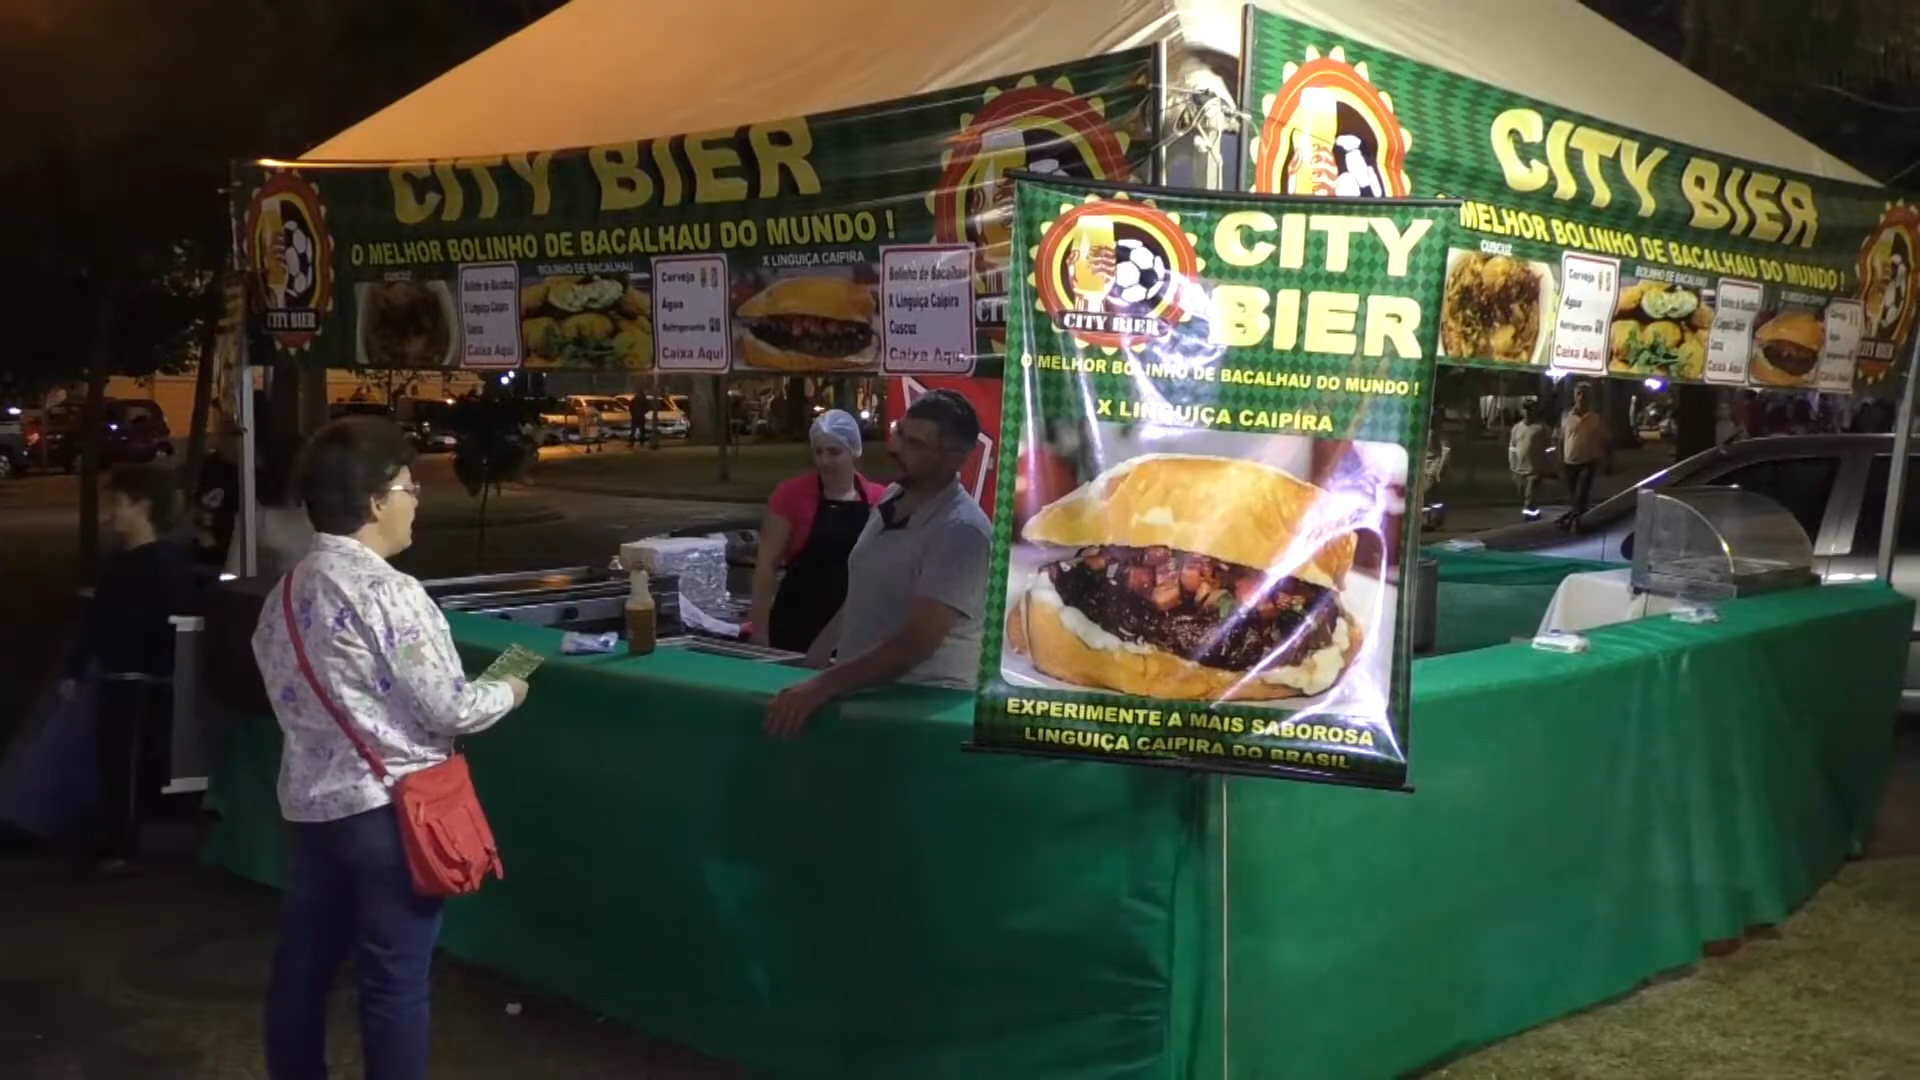 CITY BIER
O MELHOR BOLINHO DE BACALHAU DO MUNDO !
CUSCUZ
Bolinho de Bacalhau
X Linguiça Caipira
Cuscuz
Caixa Aqui
BOLINHO DE BACALHAU
Cerveja
Água
Refrigerante
Caixa Aqui
X LINGUIÇA CAIPIRA
Bolinho de Bacalhau
X Linguiça Caipira
Cuscuz
Caixa Aqui
CITY BIER
CITY
BIER
CITY BIER
O MELHOR BOLINHO DE BACALHAU DO MUNDO !
X LINGUIÇA CAIPÍRA
EXPERIMENTE A MAIS SABOROSA
LINGUIÇA CAIPIRA DO BRASIL
CITY BIER
MELHOR BOLINHO DE BACALHAU DO MUNDO !
CUSCUZ
Cerveja
Água
Refrigerante
Caixa Aqui
BOLINHO DE BACALHAU
Caixa Aqui
CITY BIER